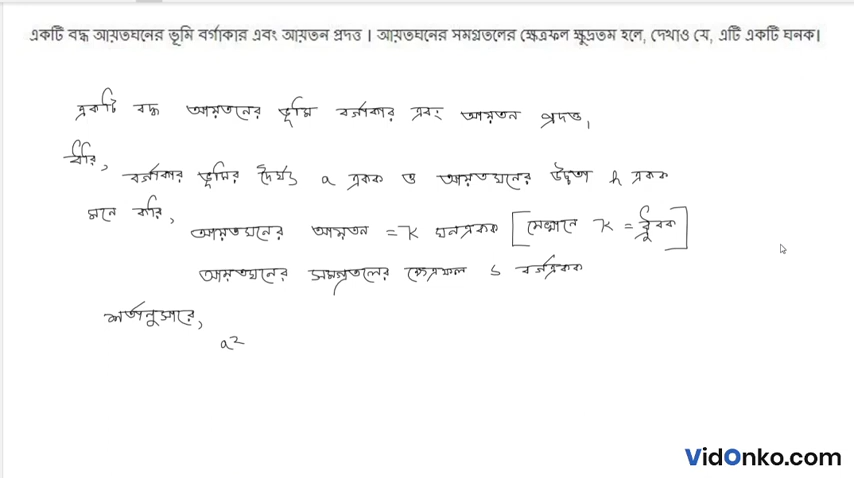 একটি বদ্ধ আয়তঘনের ভূমি বর্গাকার এবং আয়তন প্রদত্ত। আয়তঘনের সমগ্রতলের ক্ষেত্রফল ক্ষুদ্রতম হলে, দেখাও যে, এটি একটি ঘনক।
একটি বদ্ধ আয়তনের ভূমি বর্গাকার এবং আয়তন প্রদত্ত,
ধরি,
বর্গাকার ভূমির দৈর্ঘ্য a একক ও আয়তঘনের উচ্চতা h একক
মনে করি,
আয়তঘনের আয়তন = K ঘনএকক [যেখানে K = ধ্রুবক]
আয়তঘনের সমগ্রতলের ক্ষেত্রফল S বর্গএকক
শর্তানুসারে,
a²
VidOnko.com